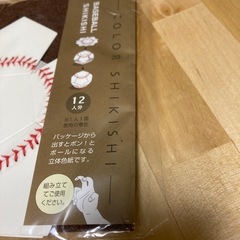 COLOR SHIKISHI
BASEBALL
SHIKISHI
12
人分
パッケージから
出すとポン！と
ボールになる
立体色紙です。
組み立て
てご使用
ください。